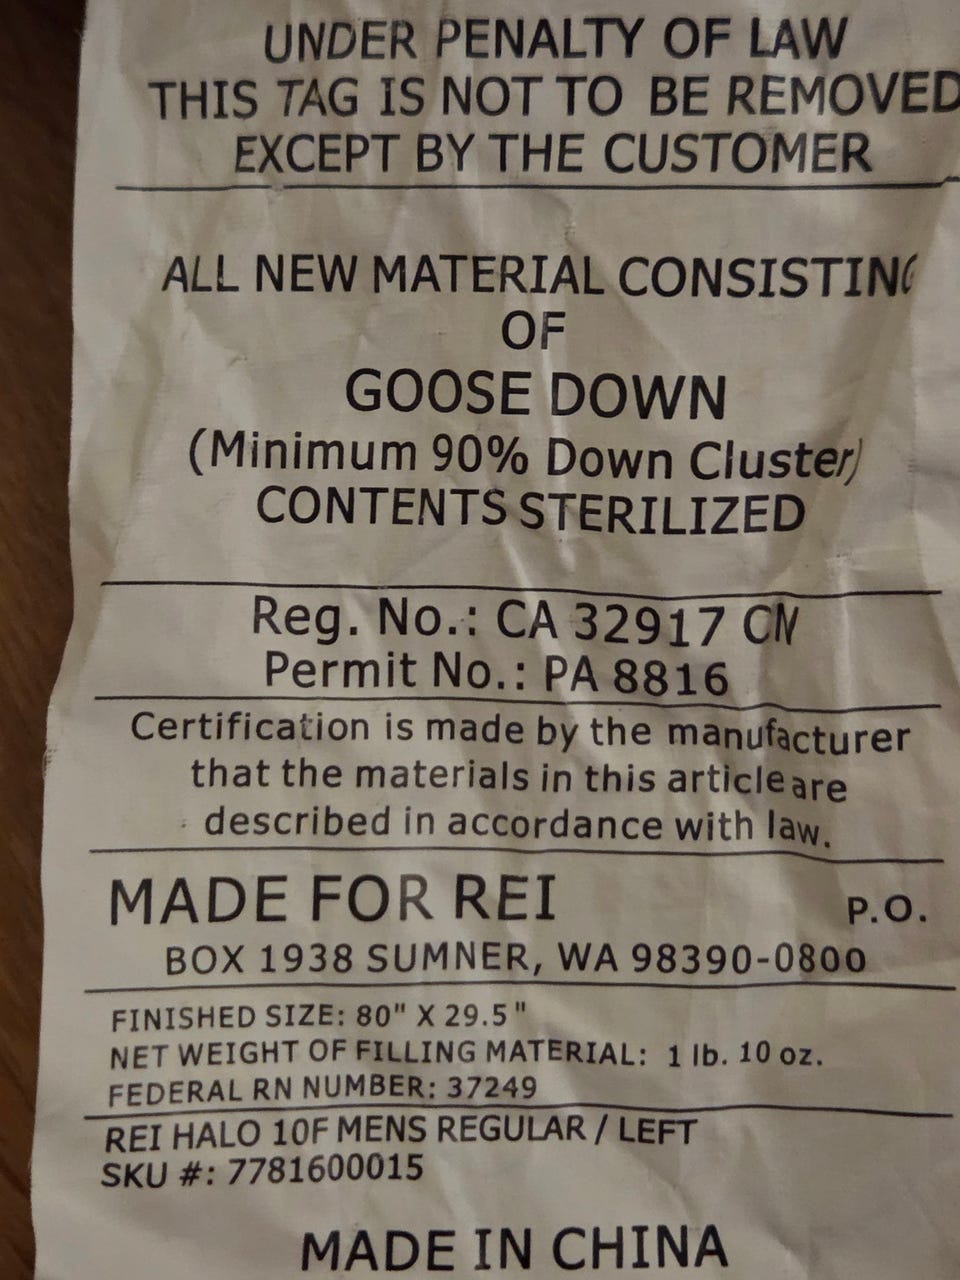 UNDER PENALTY OF LAW
THIS TAG IS NOT TO BE REMOVED
EXCEPT BY THE CUSTOMER
ALL NEW MATERIAL CONSISTING
OF
GOOSE DOWN
(Minimum 90% Down Cluster)
CONTENTS STERILIZED
Reg. No.: CA 32917 CN
Permit No.: PA 8816
Certification is made by the manufacturer
that the materials in this article are
described in accordance with law.
MADE FOR REI P.O.
BOX 1938 SUMNER, WA 98390-0800
FINISHED SIZE: 80" X 29.5"
NET WEIGHT OF FILLING MATERIAL: 1 lb. 10 oz.
FEDERAL RN NUMBER: 37249
REI HALO 10F MENS REGULAR / LEFT
SKU #: 7781600015
MADE IN CHINA